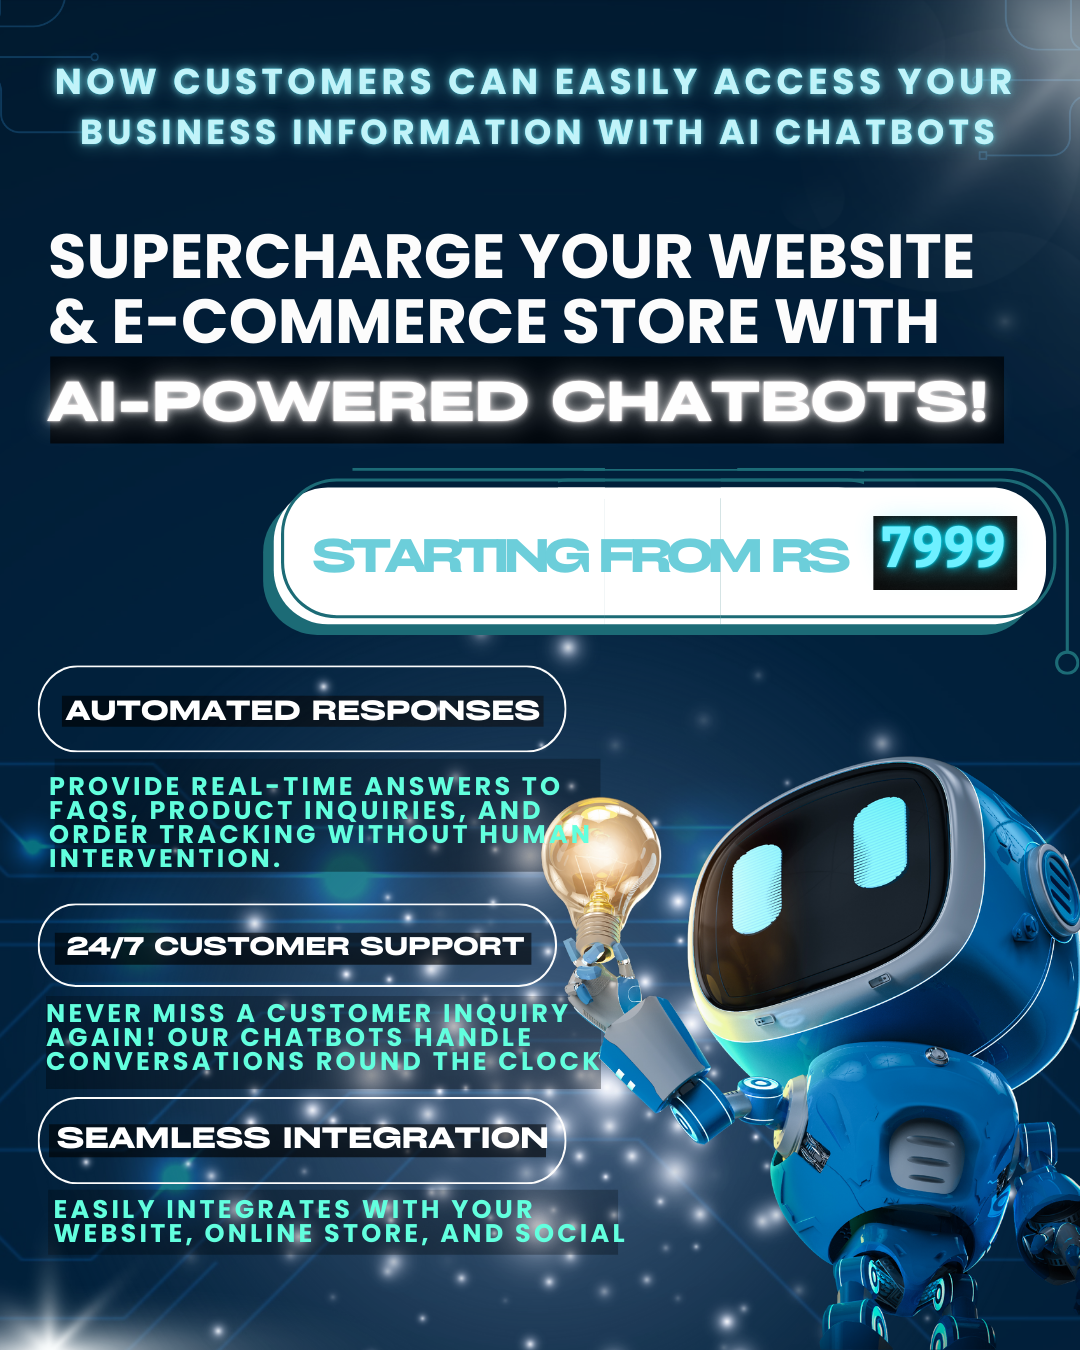 NOW CUSTOMERS CAN EASILY ACCESS YOUR
BUSINESS INFORMATION WITH AI CHATBOTS
SUPERCHARGE YOUR WEBSITE
& E-COMMERCE STORE WITH
AI-POWERED CHATBOTS!
STARTING FROM RS 7999
AUTOMATED RESPONSES
PROVIDE REAL-TIME ANSWERS TO
FAQS, PRODUCT INQUIRIES, AND
ORDER TRACKING WITHOUT HUMAN
INTERVENTION.
24/7 CUSTOMER SUPPORT
NEVER MISS A CUSTOMER INQUIRY
AGAIN! OUR CHATBOTS HANDLE
CONVERSATIONS ROUND THE CLOCK
SEAMLESS INTEGRATION
EASILY INTEGRATES WITH YOUR
WEBSITE, ONLINE STORE, AND SOCIAL